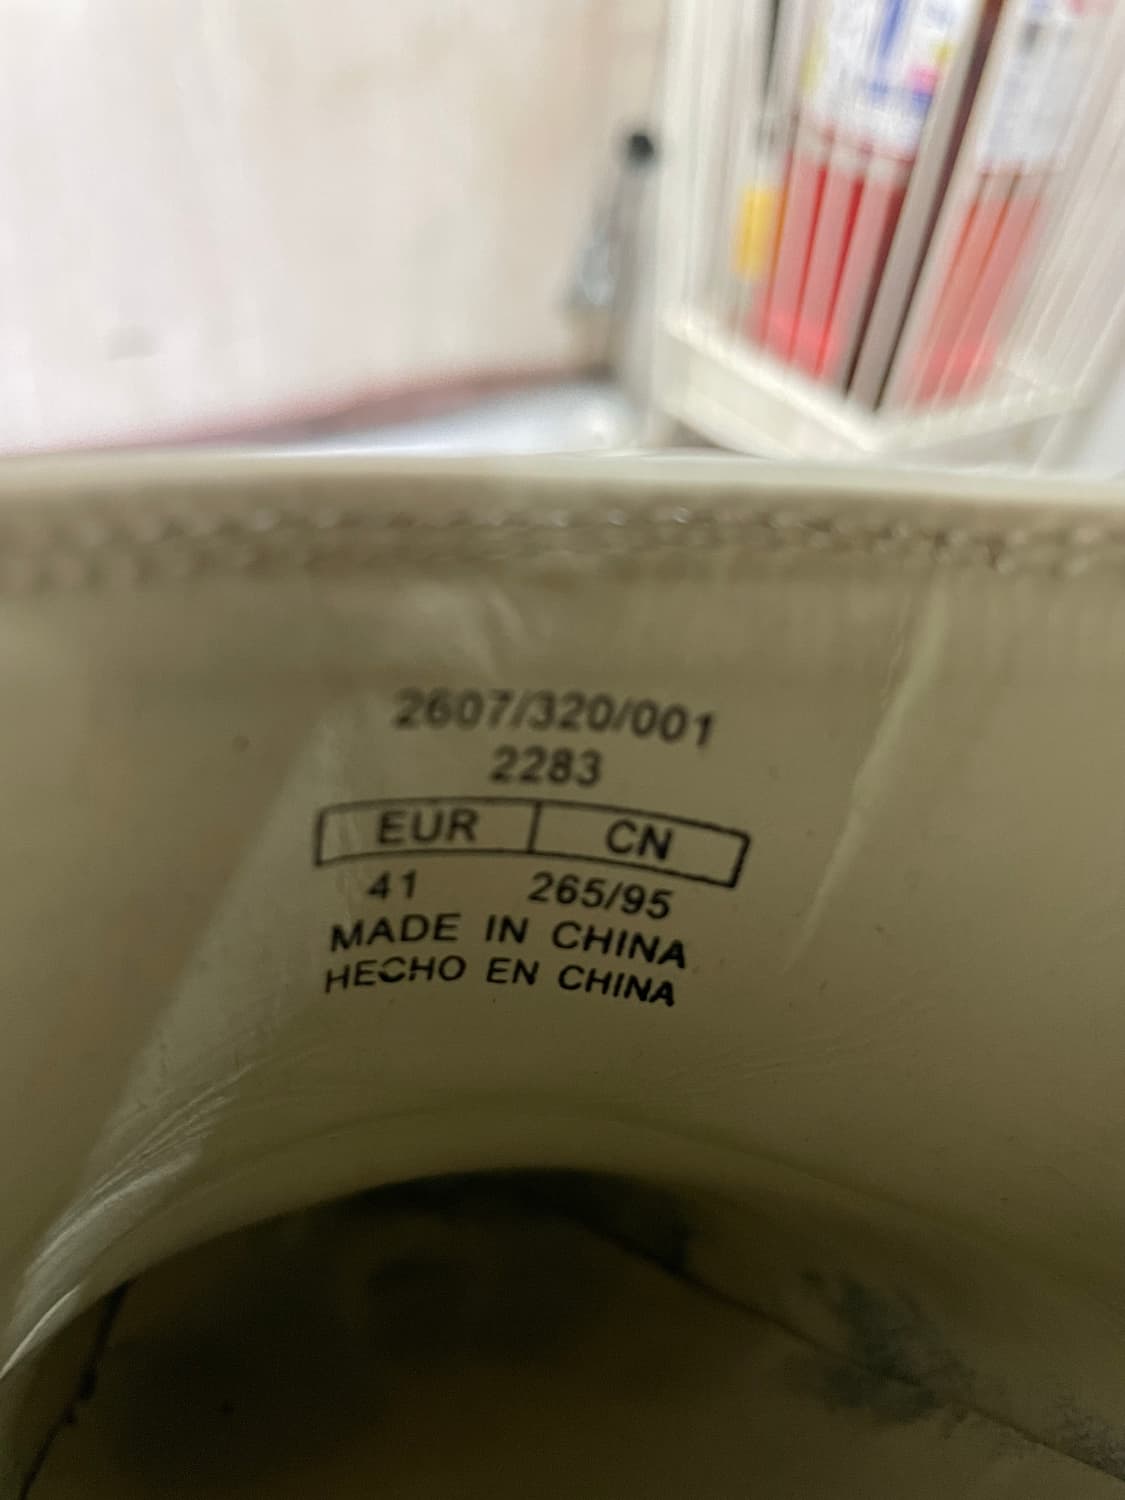 2607/320/001
2283
EUR CN
41 265/95
MADE IN CHINA
HECHO EN CHINA